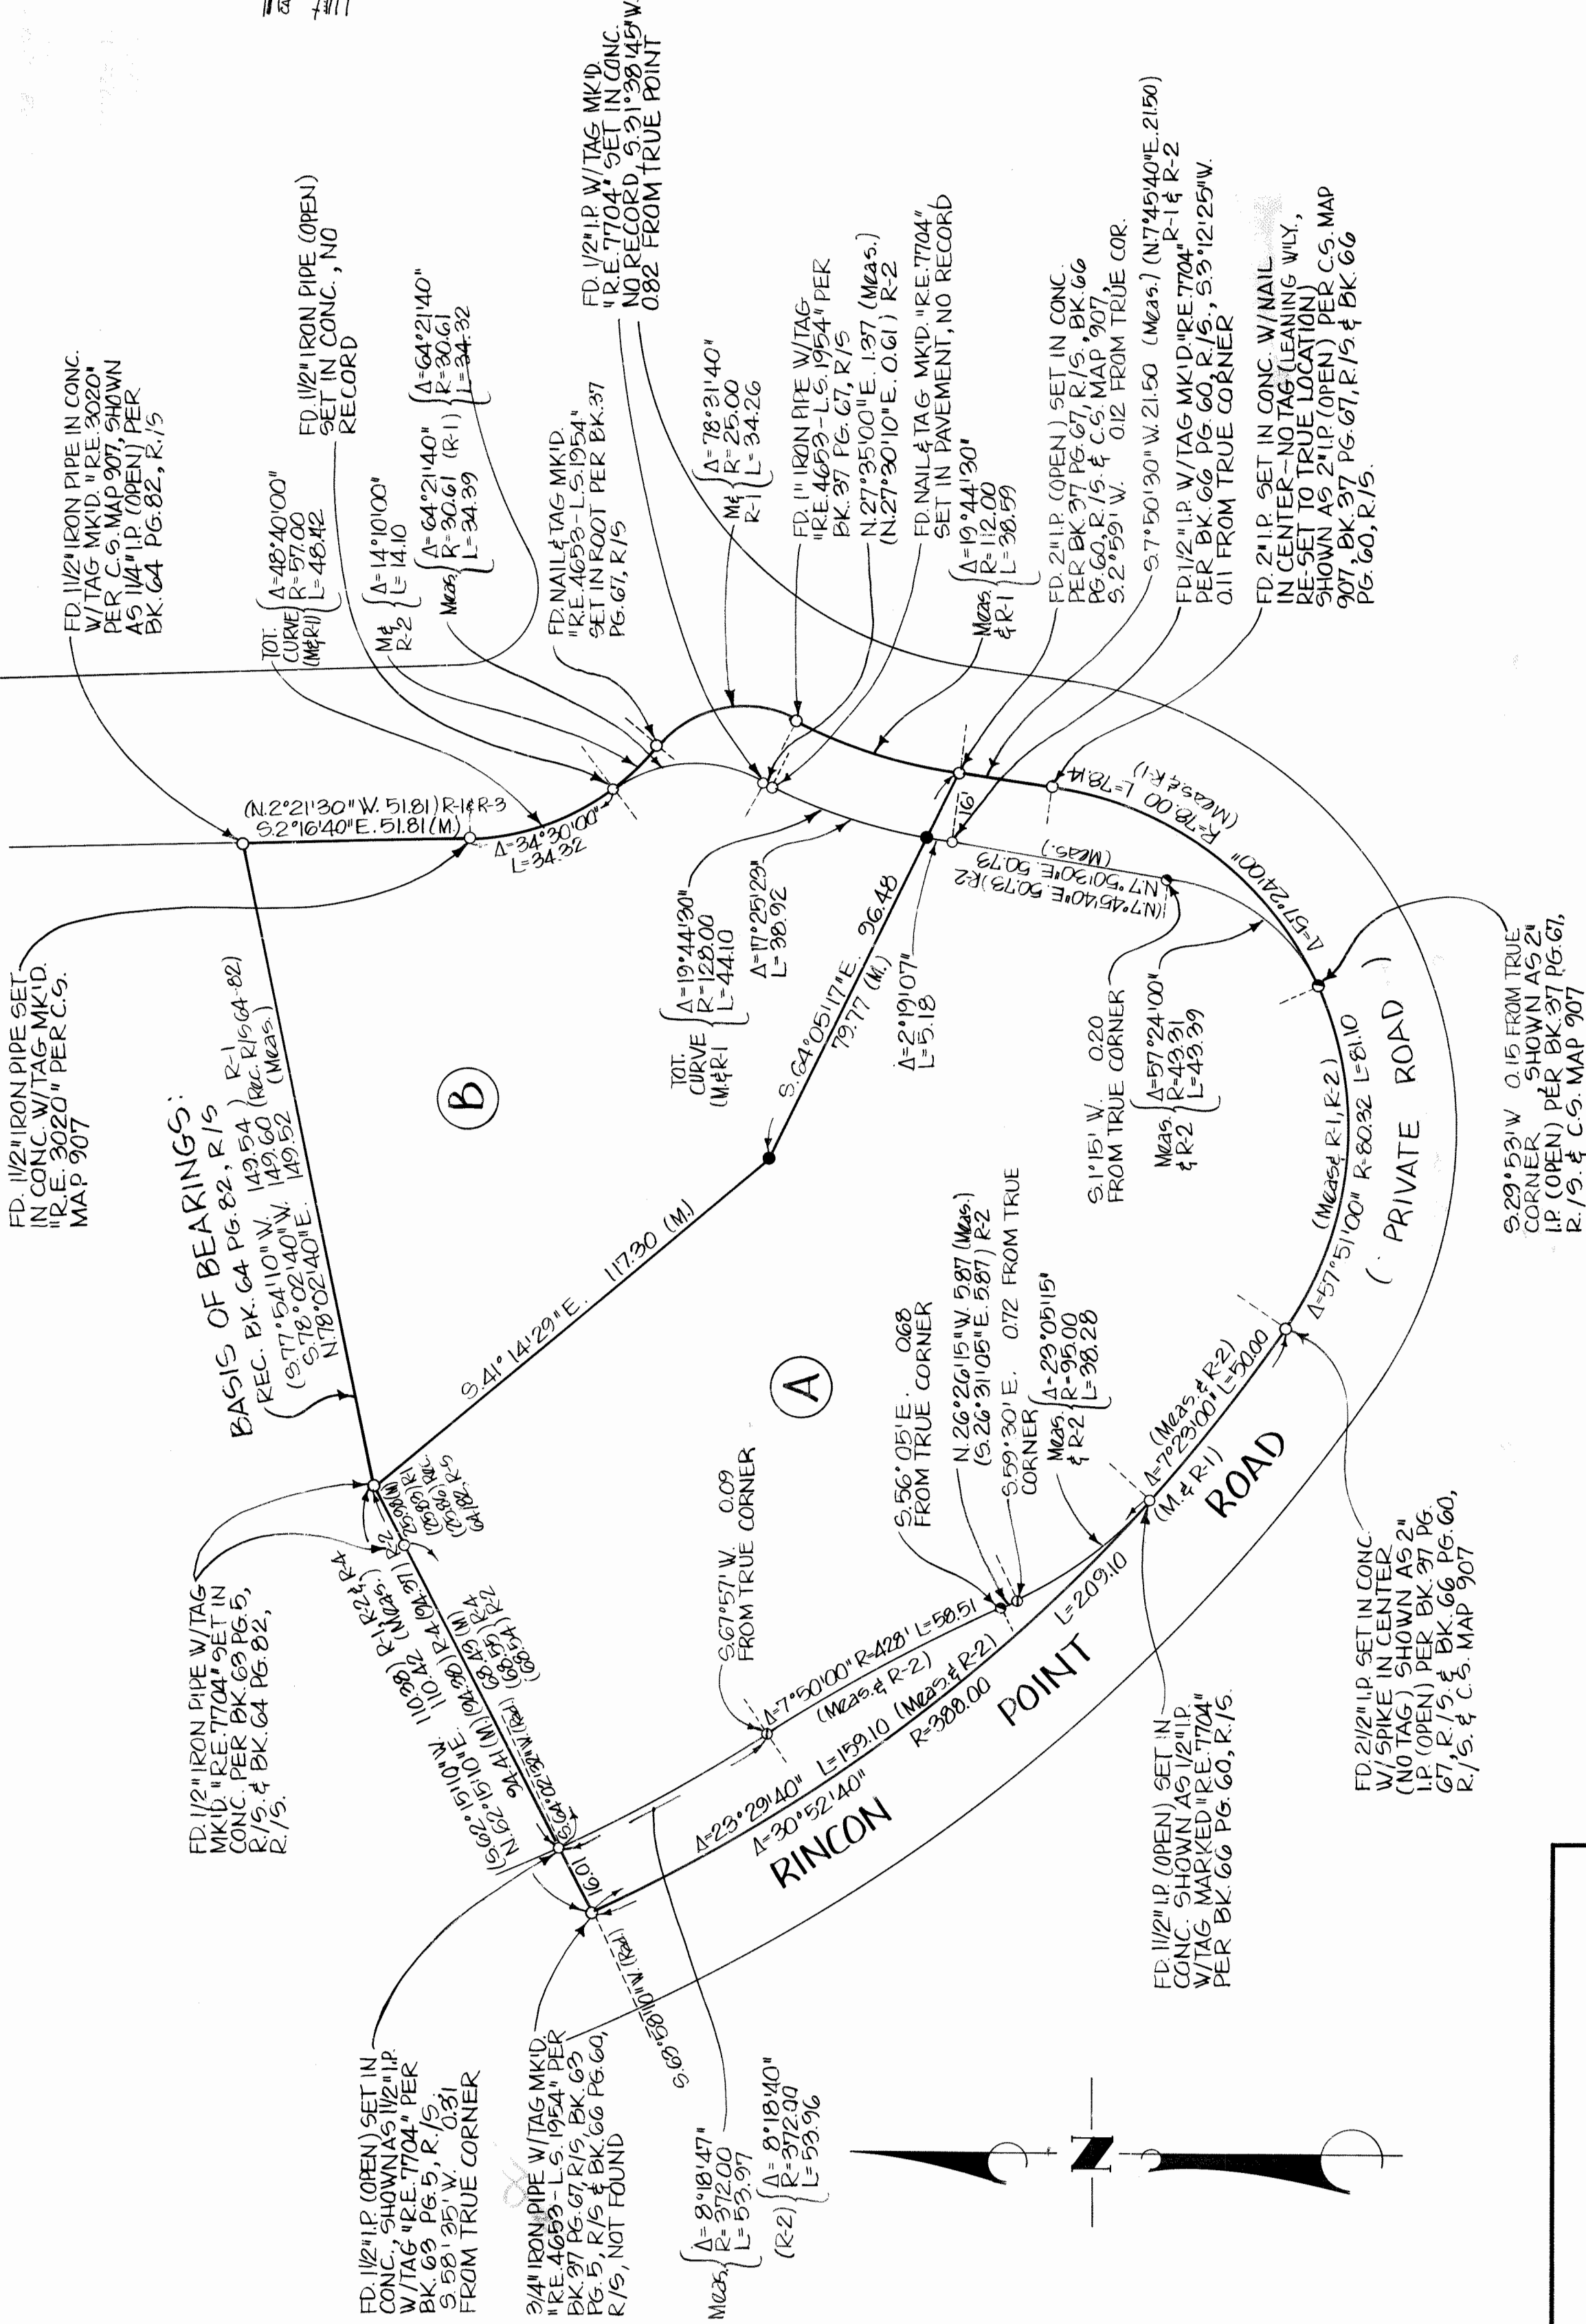 FD. 1 1/2" IRON PIPE SET
IN CONC. W/TAG MK'D.
"R.E. 3020" PER C.S.
MAP 907
FD. 1 1/2" IRON PIPE IN CONC.
W/TAG MK'D. "R.E. 3020"
PER C.S. MAP 907, SHOWN
AS 1 1/4" I.P. (OPEN) PER
BK. 64 PG. 82, R./S
FD. 1 1/2" IRON PIPE (OPEN)
SET IN CONC., NO
RECORD
TOT. CURVE (M&R-1)
Δ=48°40'00"
R=57.00
L=48.42
M& R-2
Δ=14°10'00"
L=14.10
Meas.
Δ=64°21'40"
R=30.61
L=34.39
(R-1)
Δ=64°21'40"
R=30.61
L=34.32
FD. NAIL & TAG MK'D.
"R.E. 4653-L.S. 1954"
SET IN ROOT PER BK. 37
PG. 67, R/S
FD. 1/2" I.P. W/TAG MK'D.
"R.E. 7704" SET IN CONC.
NO RECORD S.31°38'45"W.
0.82 FROM TRUE POINT
M& R-1
Δ=78°31'40"
R=25.00
L=34.26
FD. 1" IRON PIPE W/TAG
"R.E. 4653-L.S. 1954" PER
BK. 37 PG. 67, R/S
N.27°35'00"E. 1.37 (Meas.)
(N.27°30'10"E. 0.61) R-2
FD. NAIL & TAG MK'D. "R.E. 7704"
SET IN PAVEMENT, NO RECORD
Meas. & R-1
Δ=19°44'30"
R=112.00
L=38.59
FD. 2" I.P. (OPEN) SET IN CONC.
PER BK. 37 PG. 67, R/S., BK. 66
PG. 60, R./S. & C.S. MAP 907,
S.2°59' W. 0.12 FROM TRUE COR.
S.7°50'30"W. 21.50 (Meas.) (N.7°45'40"E. 21.50)
R-1 & R-2
FD. 1/2" I.P. W/TAG MK'D. "R.E. 7704"
PER BK. 66 PG. 60, R./S., S.3°12'25"W.
0.11 FROM TRUE CORNER
FD. 2" I.P. SET IN CONC. W/NAIL
IN CENTER-NO TAG (LEANING W'LY.,
RE-SET TO TRUE LOCATION)
SHOWN AS 2" I.P. (OPEN) PER C.S. MAP
907, BK. 37 PG. 67, R/S. & BK. 66
PG. 60, R./S.
(N.2°21'30"W. 51.81) R-1&R-3
S.2°16'40"E. 51.81 (M.)
Δ=34°30'00"
L=34.32
BASIS OF BEARINGS:
REC. BK. 64 PG. 82, R/S
(S.77°54'10"W. 149.54) R-1
S.78°02'40"W. 149.60 (Rec. R/S 64-82)
N.78°02'40"E. 149.52 (Meas.)
B
TOT. CURVE (M&R-1)
Δ=19°44'30"
R=128.00
L=44.10
Δ=17°25'23"
L=38.92
S.64°05'17"E. 96.48
79.77 (M.)
Δ=2°19'07"
L=5.18
16'
(N.7°45'40"E. 50.73) R-2
N.7°50'30"E. 50.73
(Meas.)
R=78.00 L=78.14
(Meas & R-1)
Δ=57°24'00"
S.1°15' W. 0.20
FROM TRUE CORNER
Meas. & R-2
Δ=57°24'00"
R=43.31
L=43.39
S.29°53'W 0.15 FROM TRUE
CORNER, SHOWN AS 2"
I.P. (OPEN) PER BK. 37 PG. 67,
R./S. & C.S. MAP 907
S.41°14'29"E. 117.30 (M.)
A
25.98 (M)
(25.83) R-1
(25.86) Rec.
64/82, R-3
FD. 1/2" IRON PIPE W/TAG
MK'D. "R.E. 7704" SET IN
CONC. PER BK. 63 PG. 5,
R/S. & BK. 64 PG. 82,
R./S.
(S.62°15'10"W. 110.38) R-1, R-2 & R-4
N.62°15'10"E. 110.42 (Meas.)
94.41 (M.) (94.38) R-4 (94.37) R-2
S.64°02'32"W. (Rad.) 68.49 (M)
(68.55) R-4
(68.54) R-2
16.01
S.63°58'10"W. (Rad.)
S.67°57' W. 0.09
FROM TRUE CORNER
S.56°05' E. 0.68
FROM TRUE CORNER
N.26°26'15"W. 5.87 (Meas.)
(S.26°31'05"E. 5.87) R-2
S.59°30' E. 0.72 FROM TRUE
CORNER
Meas. & R-2
Δ=23°05'15"
R=95.00
L=38.28
Δ=7°50'00" R=428' L=58.51
(Meas. & R-2)
Δ=23°29'40" L=159.10 (Meas & R-2)
Δ=30°52'40" R=388.00 L=209.10
(M. & R-1)
Δ=7°23'00" L=50.00
(Meas. & R-2)
(Meas & R-1, R-2)
Δ=57°51'00" R=80.32 L=81.10
RINCON POINT ROAD
( PRIVATE ROAD )
FD. 2 1/2" I.P. SET IN CONC.
W/ SPIKE IN CENTER
(NO TAG) SHOWN AS 2"
I.P. (OPEN) PER BK. 37 PG.
67, R./S. & BK. 66 PG. 60,
R./S. & C.S. MAP 907
FD. 1 1/2" I.P. (OPEN) SET IN
CONC. SHOWN AS 1/2" I.P.
W/TAG MARKED "R.E. 7704"
PER BK. 66 PG. 60, R./S.
FD. 1 1/2" I.P. (OPEN) SET IN
CONC., SHOWN AS 1/2" I.P.
W/TAG "R.E. 7704" PER
BK. 63 PG. 5, R./S.
S.58°35' W. 0.31
FROM TRUE CORNER
3/4" IRON PIPE W/TAG MK'D.
"R.E. 4653-L.S. 1954" PER
BK. 37 PG. 67, R/S, BK. 63
PG. 5, R/S & BK. 66 PG. 60,
R/S, NOT FOUND
Meas.
Δ=8°18'47"
R=372.00
L=53.97
(R-2)
Δ=8°18'40"
R=372.00
L=53.96
N